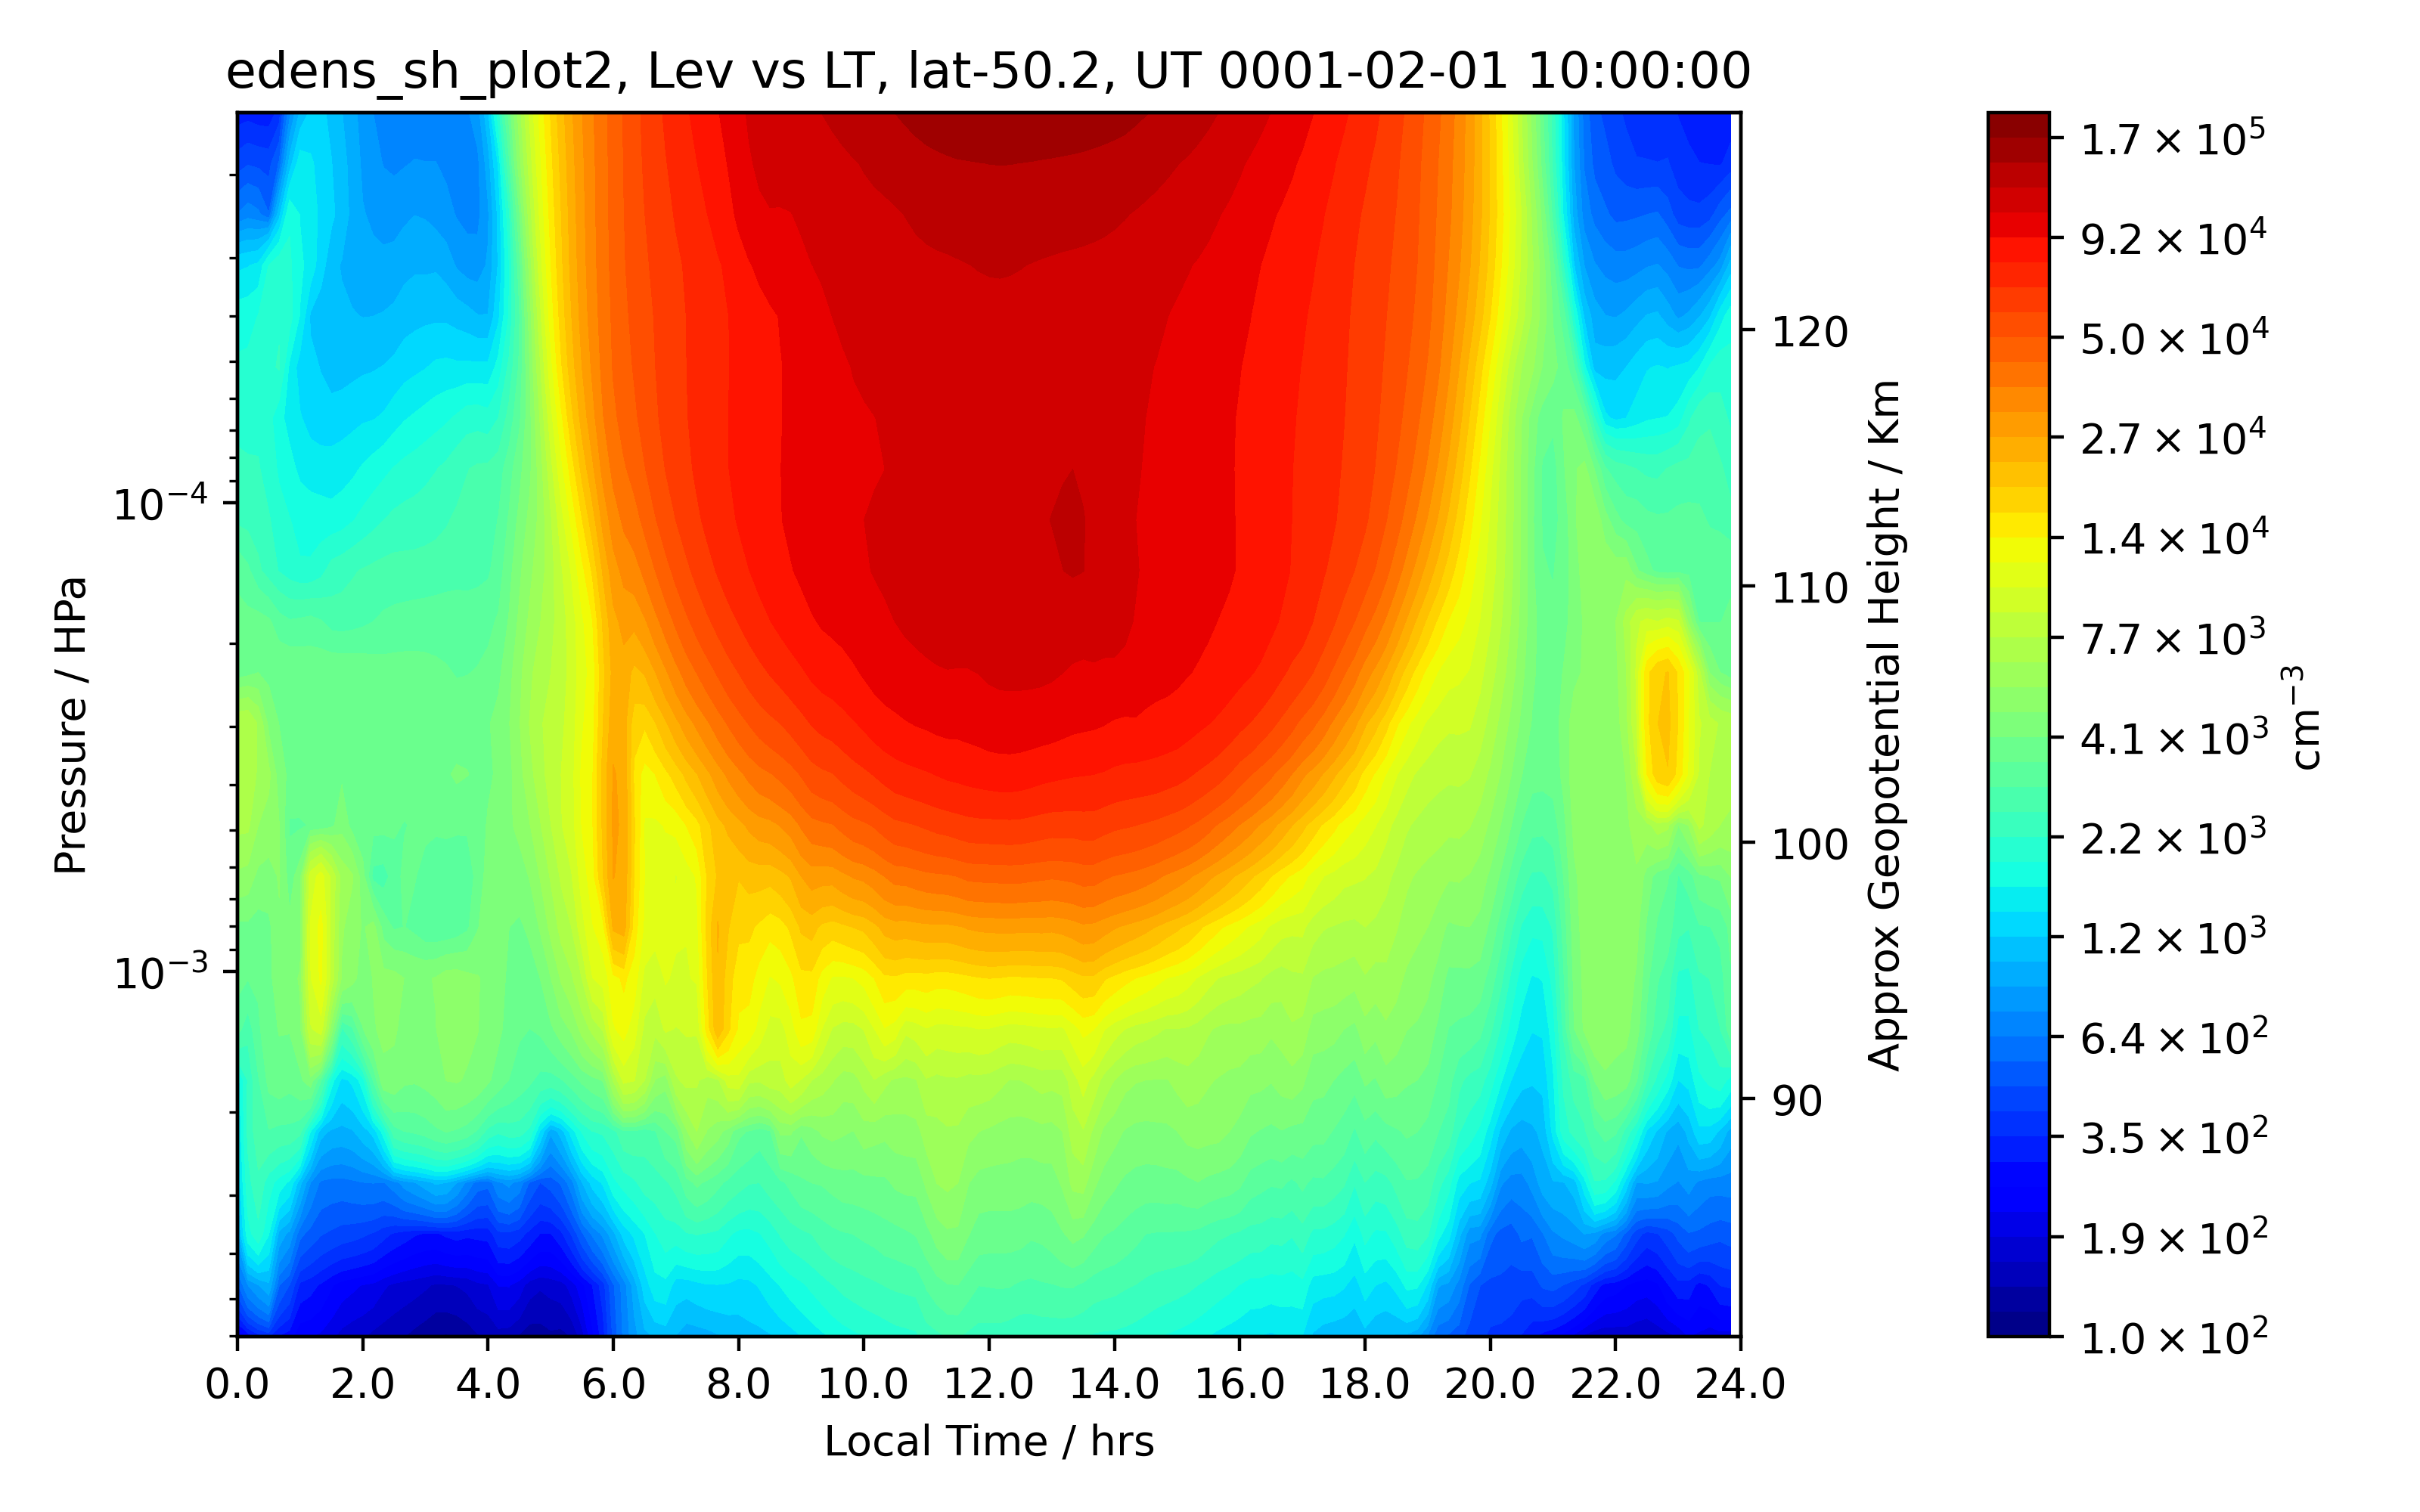 edens_sh_plot2, Lev vs LT, lat-50.2, UT 0001-02-01 10:00:00
Pressure / HPa
10⁻⁴
10⁻³
0.0 2.0 4.0 6.0 8.0 10.0 12.0 14.0 16.0 18.0 20.0 22.0 24.0
Local Time / hrs
120
110
100
90
Approx Geopotential Height / Km
1.7 × 10⁵
9.2 × 10⁴
5.0 × 10⁴
2.7 × 10⁴
1.4 × 10⁴
7.7 × 10³
4.1 × 10³
2.2 × 10³
1.2 × 10³
6.4 × 10²
3.5 × 10²
1.9 × 10²
1.0 × 10²
cm⁻³